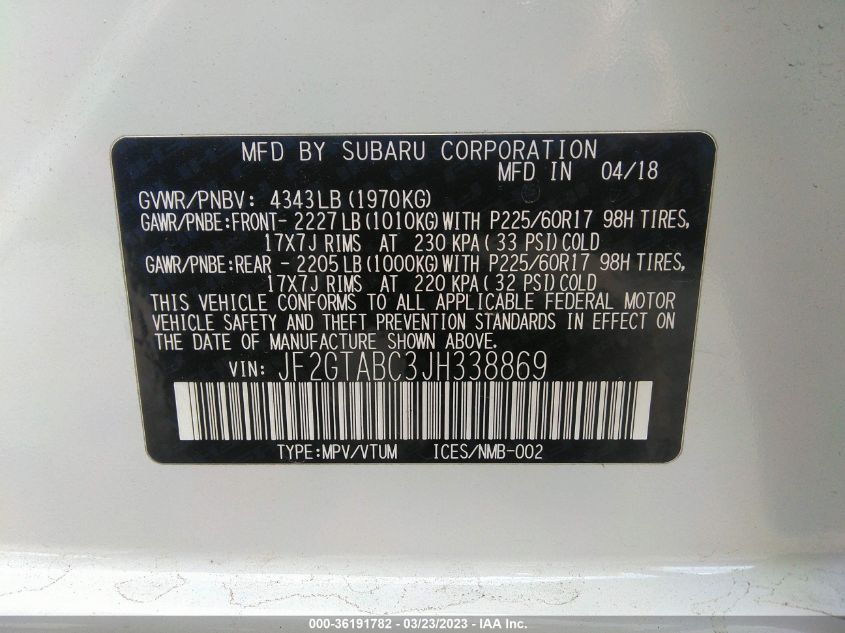 MFD BY SUBARU CORPORATION
MFD IN 04/18
GVWR/PNBV: 4343LB(1970KG)
GAWR/PNBE:FRONT- 2227LB(1010KG)WITH P225/60R17 98H TIRES,
17X7J RIMS AT 230 KPA( 33 PSI)COLD
GAWR/PNBE:REAR - 2205LB(1000KG)WITH P225/60R17 98H TIRES,
17X7J RIMS AT 220 KPA( 32 PSI)COLD
THIS VEHICLE CONFORMS TO ALL APPLICABLE FEDERAL MOTOR
VEHICLE SAFETY AND THEFT PREVENTION STANDARDS IN EFFECT ON
THE DATE OF MANUFACTURE SHOWN ABOVE.
VIN: JF2GTABC3JH338869
TYPE:MPV/VTUM ICES/NMB-002
000-36191782 — 03/23/2023 - IAA Inc.